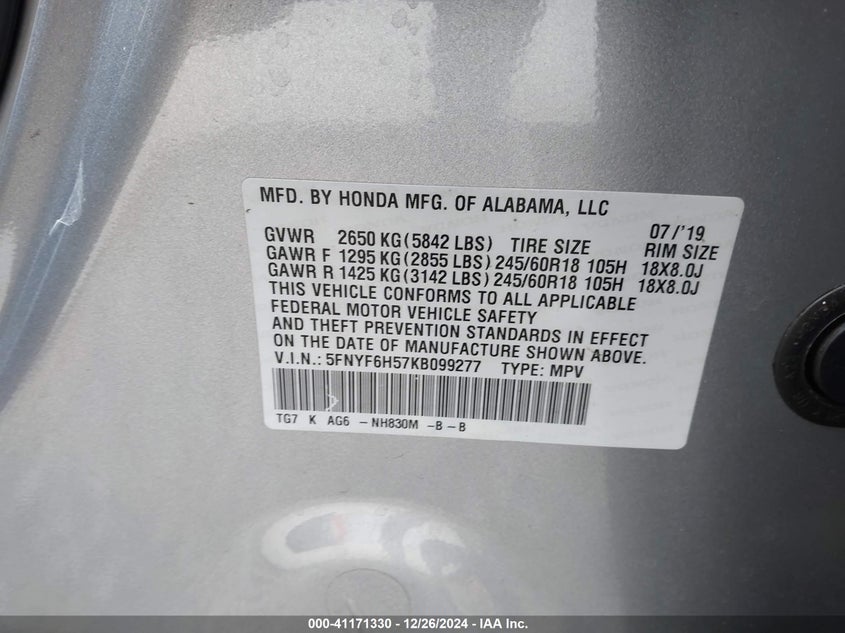 MFD. BY HONDA MFG. OF ALABAMA, LLC
07/'19
GVWR 2650 KG(5842 LBS) TIRE SIZE RIM SIZE
GAWR F 1295 KG(2855 LBS) 245/60R18 105H 18X8.0J
GAWR R 1425 KG(3142 LBS) 245/60R18 105H 18X8.0J
THIS VEHICLE CONFORMS TO ALL APPLICABLE
FEDERAL MOTOR VEHICLE SAFETY
AND THEFT PREVENTION STANDARDS IN EFFECT
ON THE DATE OF MANUFACTURE SHOWN ABOVE.
V.I.N.: 5FNYF6H57KB099277 TYPE: MPV
TG7 K AG6 - NH830M -B-B
000-41171330 - 12/26/2024 - IAA Inc.